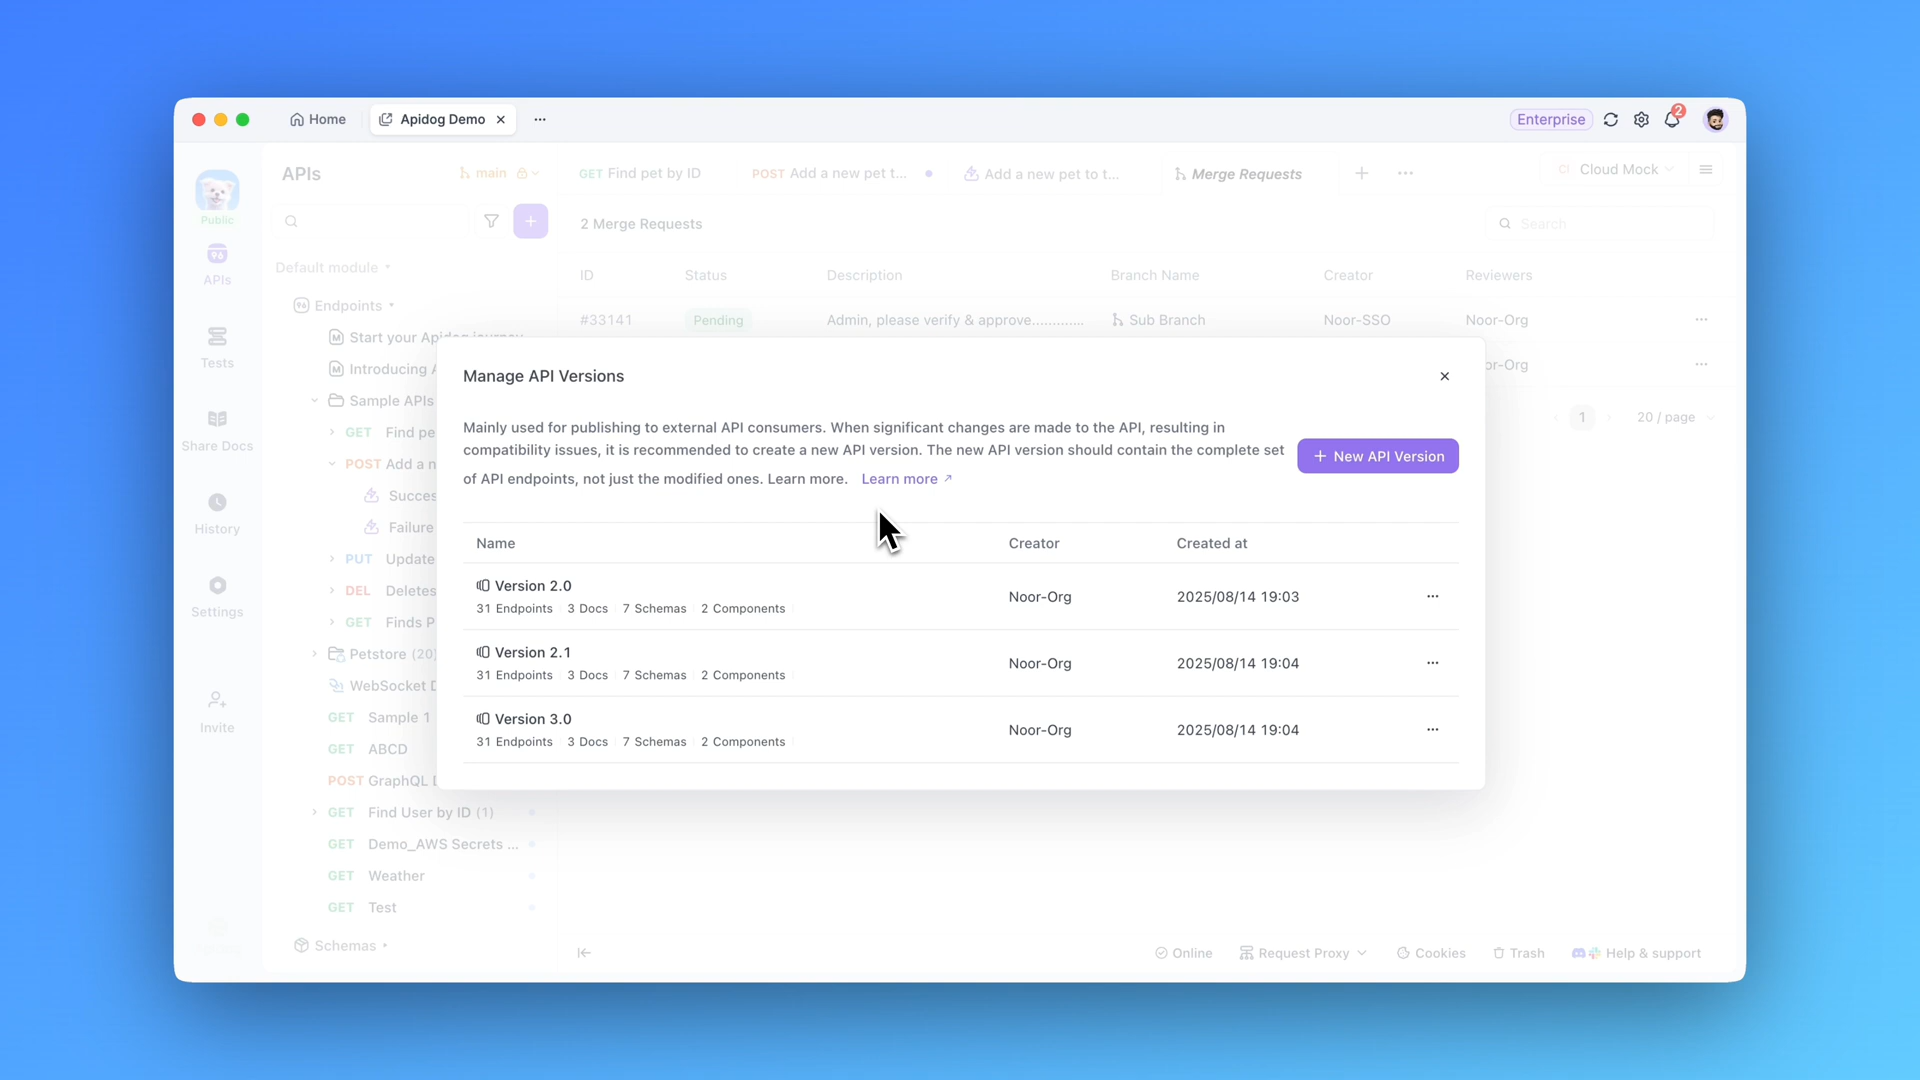 Home
Apidog Demo
Enterprise
2
Public
APIs
Tests
Share Docs
History
Settings
Invite
APIs
main
Default module
Endpoints
Start your Apidog journey
Introducing A
Sample APIs
GET Find pe
POST Add a n
Succes
Failure
PUT Update
DEL Deletes
GET Finds P
Petstore (20)
WebSocket D
GET Sample 1
GET ABCD
POST GraphQL
GET Find User by ID (1)
GET Demo_AWS Secrets ...
GET Weather
GET Test
Schemas
GET Find pet by ID
POST Add a new pet t...
Add a new pet to t...
Merge Requests
Cloud Mock
2 Merge Requests
Search
ID Status Description Branch Name Creator Reviewers
#33141 Pending Admin, please verify & approve............. Sub Branch Noor-SSO Noor-Org
or-Org
1
20 / page
Manage API Versions
Mainly used for publishing to external API consumers. When significant changes are made to the API, resulting in
compatibility issues, it is recommended to create a new API version. The new API version should contain the complete set
of API endpoints, not just the modified ones. Learn more. Learn more
New API Version
Name Creator Created at
Version 2.0
31 Endpoints 3 Docs 7 Schemas 2 Components
Noor-Org 2025/08/14 19:03
Version 2.1
31 Endpoints 3 Docs 7 Schemas 2 Components
Noor-Org 2025/08/14 19:04
Version 3.0
31 Endpoints 3 Docs 7 Schemas 2 Components
Noor-Org 2025/08/14 19:04
Online
Request Proxy
Cookies
Trash
Help & support